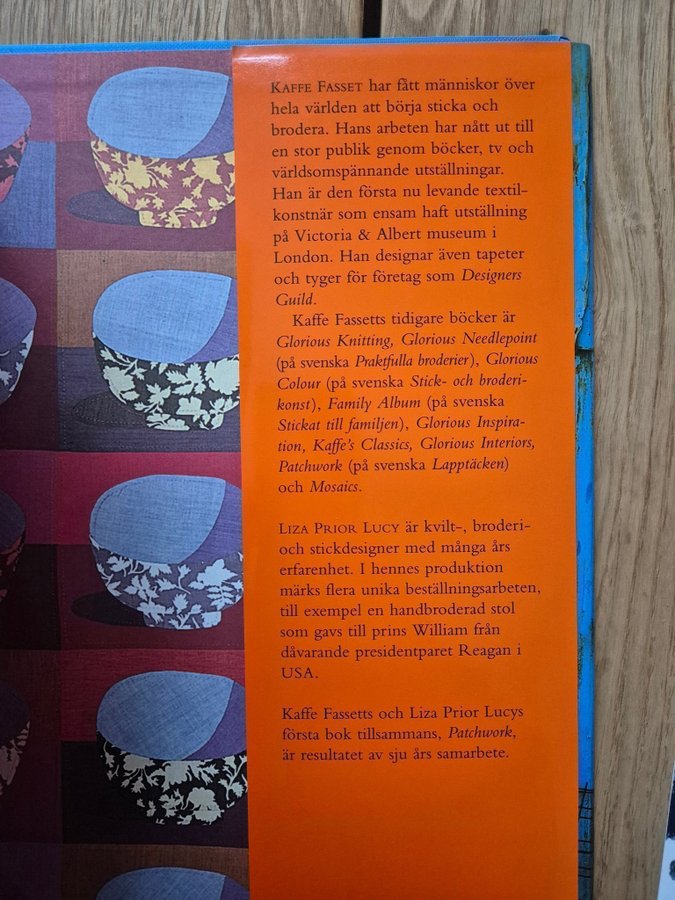 KAFFE FASSET har fått människor över
hela världen att börja sticka och
brodera. Hans arbeten har nått ut till
en stor publik genom böcker, tv och
världsomspännande utställningar.
Han är den första nu levande textil-
konstnär som ensam haft utställning
på Victoria & Albert museum i
London. Han designar även tapeter
och tyger för företag som Designers
Guild.
Kaffe Fassetts tidigare böcker är
Glorious Knitting, Glorious Needlepoint
(på svenska Praktfulla broderier), Glorious
Colour (på svenska Stick- och broderi-
konst), Family Album (på svenska
Stickat till familjen), Glorious Inspira-
tion, Kaffe's Classics, Glorious Interiors,
Patchwork (på svenska Lapptäcken)
och Mosaics.
LIZA PRIOR LUCY är kvilt-, broderi-
och stickdesigner med många års
erfarenhet. I hennes produktion
märks flera unika beställningsarbeten,
till exempel en handbroderad stol
som gavs till prins William från
dåvarande presidentparet Reagan i
USA.
Kaffe Fassetts och Liza Prior Lucys
första bok tillsammans, Patchwork,
är resultatet av sju års samarbete.